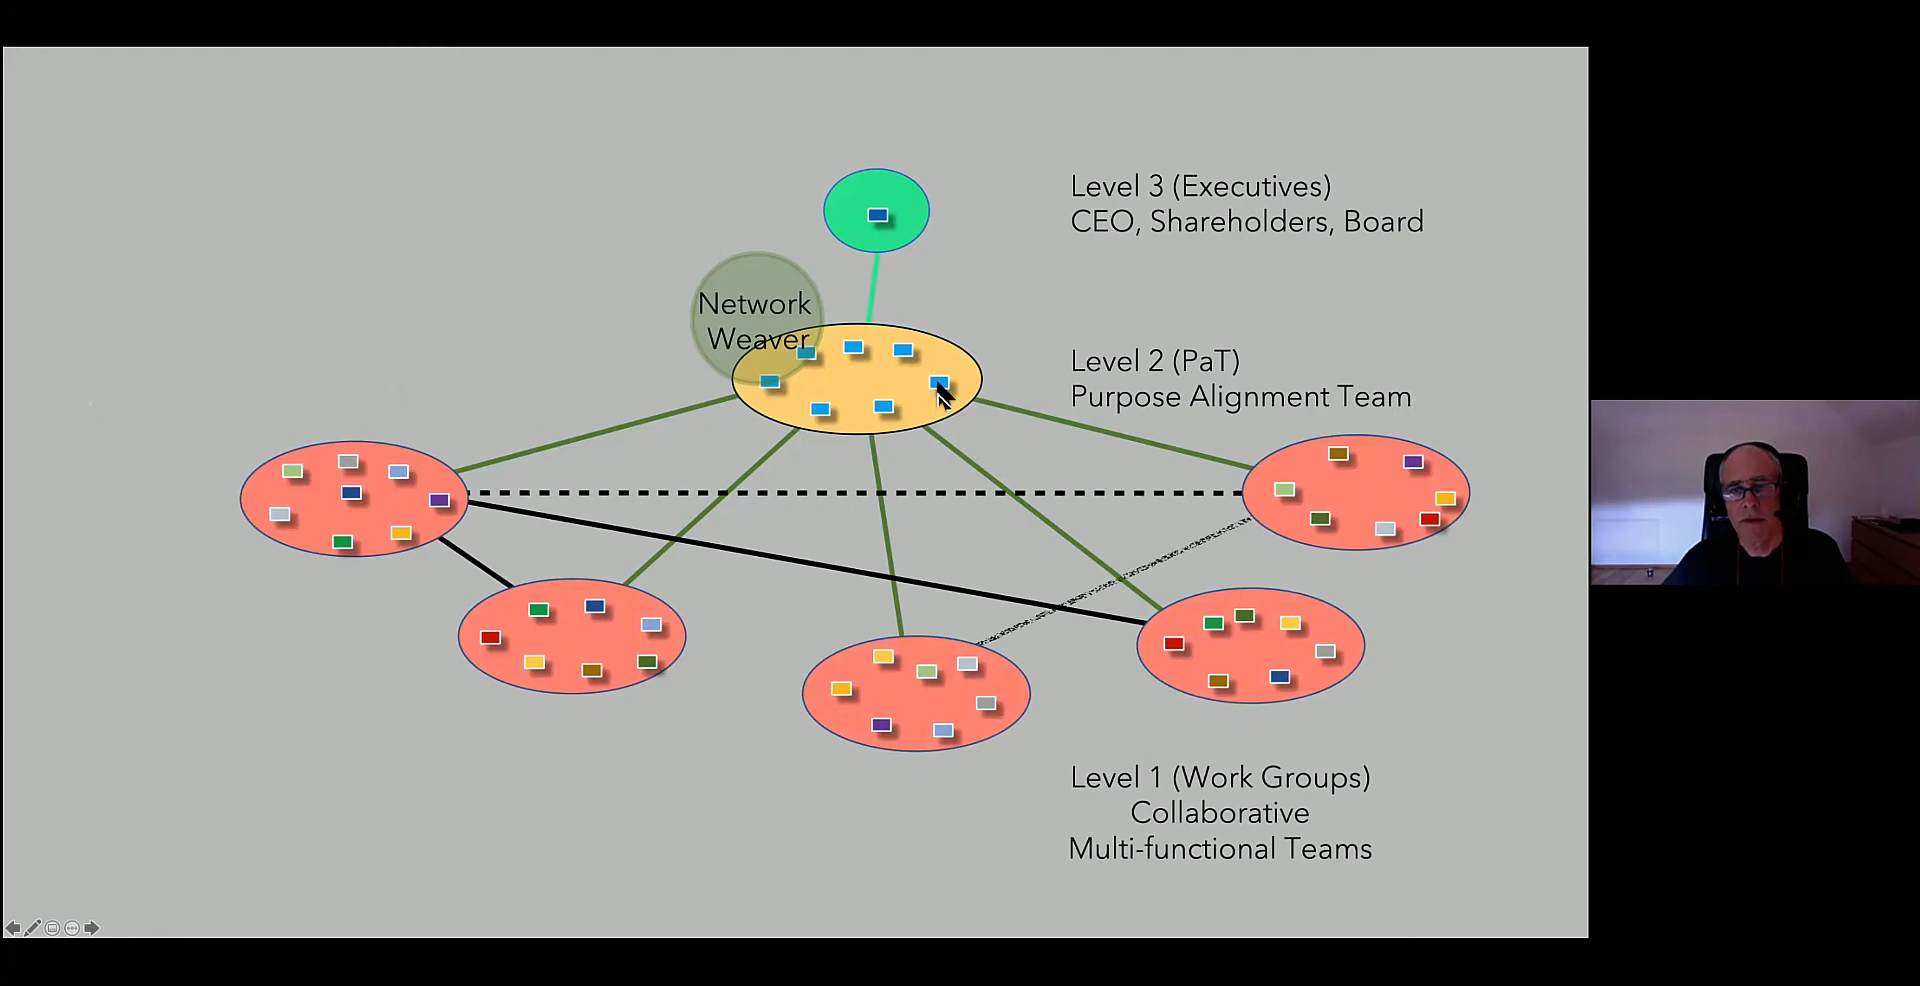 Level 3 (Executives)
CEO, Shareholders, Board
Network
Weaver
Level 2 (PaT)
Purpose Alignment Team
Level 1 (Work Groups)
Collaborative
Multi-functional Teams